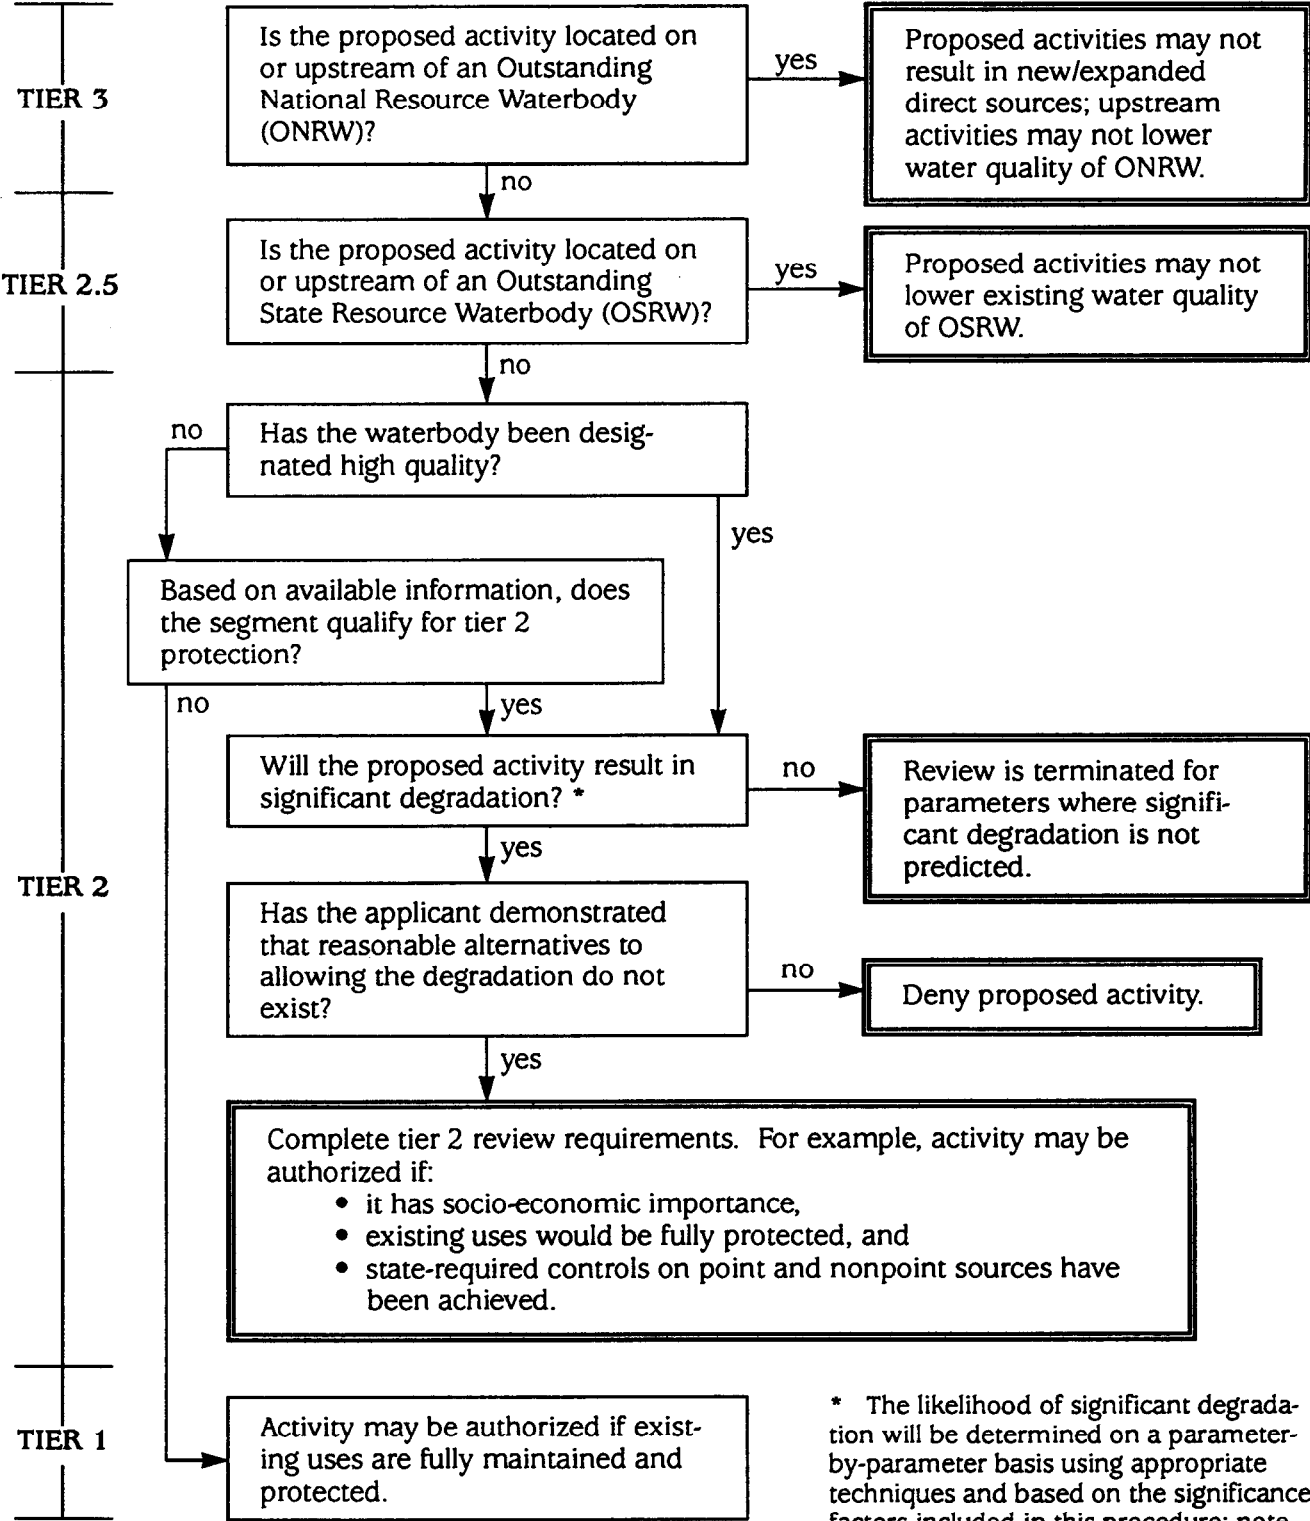 TIER 3
Is the proposed activity located on
or upstream of an Outstanding
National Resource Waterbody
(ONRW)?
yes
Proposed activities may not
result in new/expanded
direct sources; upstream
activities may not lower
water quality of ONRW.
no
TIER 2.5
Is the proposed activity located on
or upstream of an Outstanding
State Resource Waterbody (OSRW)?
yes
Proposed activities may not
lower existing water quality
of OSRW.
no
Has the waterbody been desig-
nated high quality?
no
yes
Based on available information, does
the segment qualify for tier 2
protection?
no
yes
TIER 2
Will the proposed activity result in
significant degradation? *
no
Review is terminated for
parameters where signifi-
cant degradation is not
predicted.
yes
Has the applicant demonstrated
that reasonable alternatives to
allowing the degradation do not
exist?
no
Deny proposed activity.
yes
Complete tier 2 review requirements. For example, activity may be
authorized if:
• it has socio-economic importance,
• existing uses would be fully protected, and
• state-required controls on point and nonpoint sources have
been achieved.
TIER 1
Activity may be authorized if exist-
ing uses are fully maintained and
protected.
* The likelihood of significant degrada-
tion will be determined on a parameter-
by-parameter basis using appropriate
techniques and based on the significance
factors included in this procedure; note